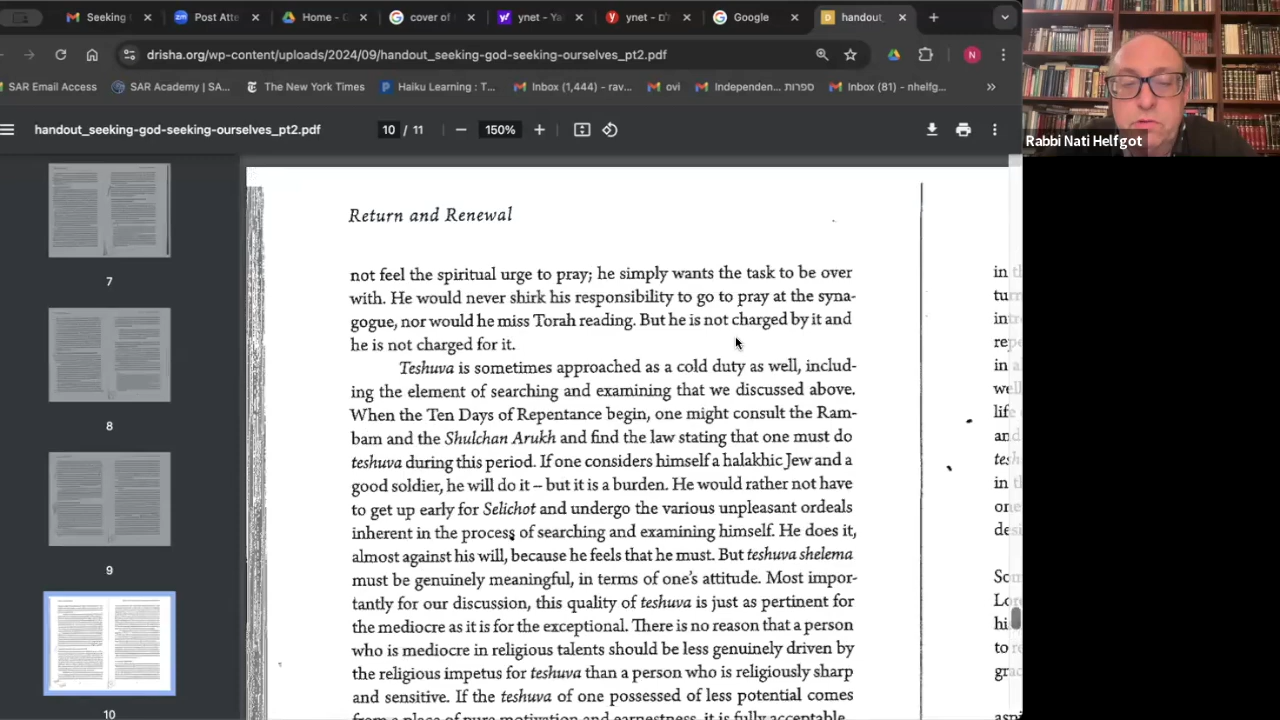 Seeking
Post Atte
Home -
cover of
ynet - Ya
ynet - ים
Google
handout_
drisha.org/wp-content/uploads/2024/09/handout_seeking-god-seeking-ourselves_pt2.pdf
N
SAR Email Access
SAR Academy | SA...
The New York Times
Haiku Learning : T...
Inbox (1,444) - rav...
ovi
Independen... ספרות
Inbox (81) - nhelfg...
handout_seeking-god-seeking-ourselves_pt2.pdf
10 / 11
150%
Rabbi Nati Helfgot
7
8
9
10
Return and Renewal
not feel the spiritual urge to pray; he simply wants the task to be over
with. He would never shirk his responsibility to go to pray at the syna-
gogue, nor would he miss Torah reading. But he is not charged by it and
he is not charged for it.
Teshuva is sometimes approached as a cold duty as well, includ-
ing the element of searching and examining that we discussed above.
When the Ten Days of Repentance begin, one might consult the Ram-
bam and the Shulchan Arukh and find the law stating that one must do
teshuva during this period. If one considers himself a halakhic Jew and a
good soldier, he will do it – but it is a burden. He would rather not have
to get up early for Selichot and undergo the various unpleasant ordeals
inherent in the process of searching and examining himself. He does it,
almost against his will, because he feels that he must. But teshuva shelema
must be genuinely meaningful, in terms of one's attitude. Most impor-
tantly for our discussion, this quality of teshuva is just as pertinent for
the mediocre as it is for the exceptional. There is no reason that a person
who is mediocre in religious talents should be less genuinely driven by
the religious impetus for teshuva than a person who is religiously sharp
and sensitive. If the teshuva of one possessed of less potential comes
from a place of pure motivation and earnestness, it is fully acceptable